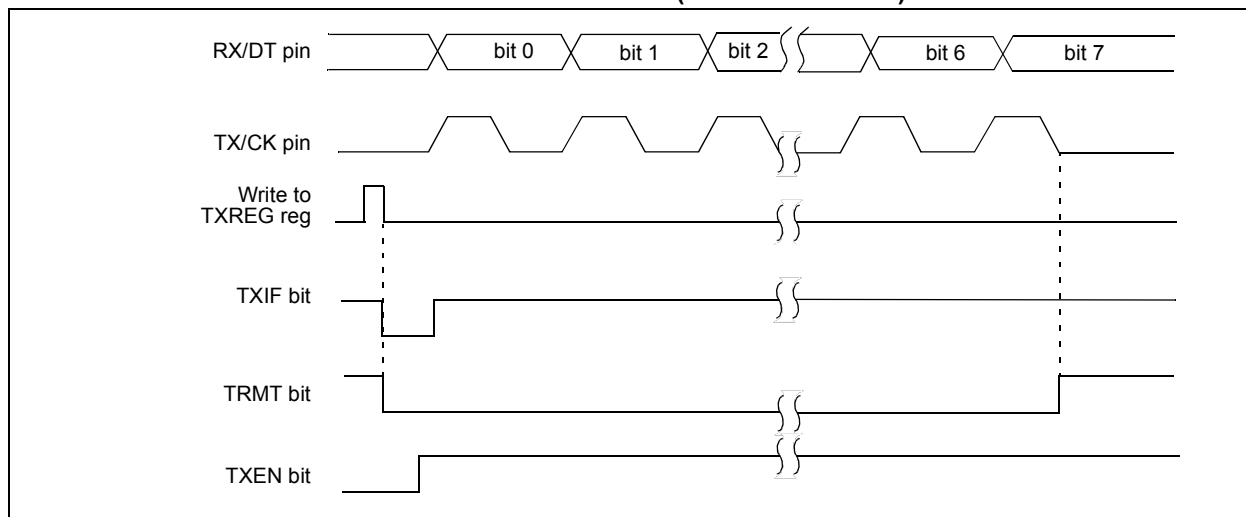 RX/DT pin
bit 0
bit 1
bit 2
bit 6
bit 7
TX/CK pin
Write to
TXREG reg
TXIF bit
TRMT bit
TXEN bit